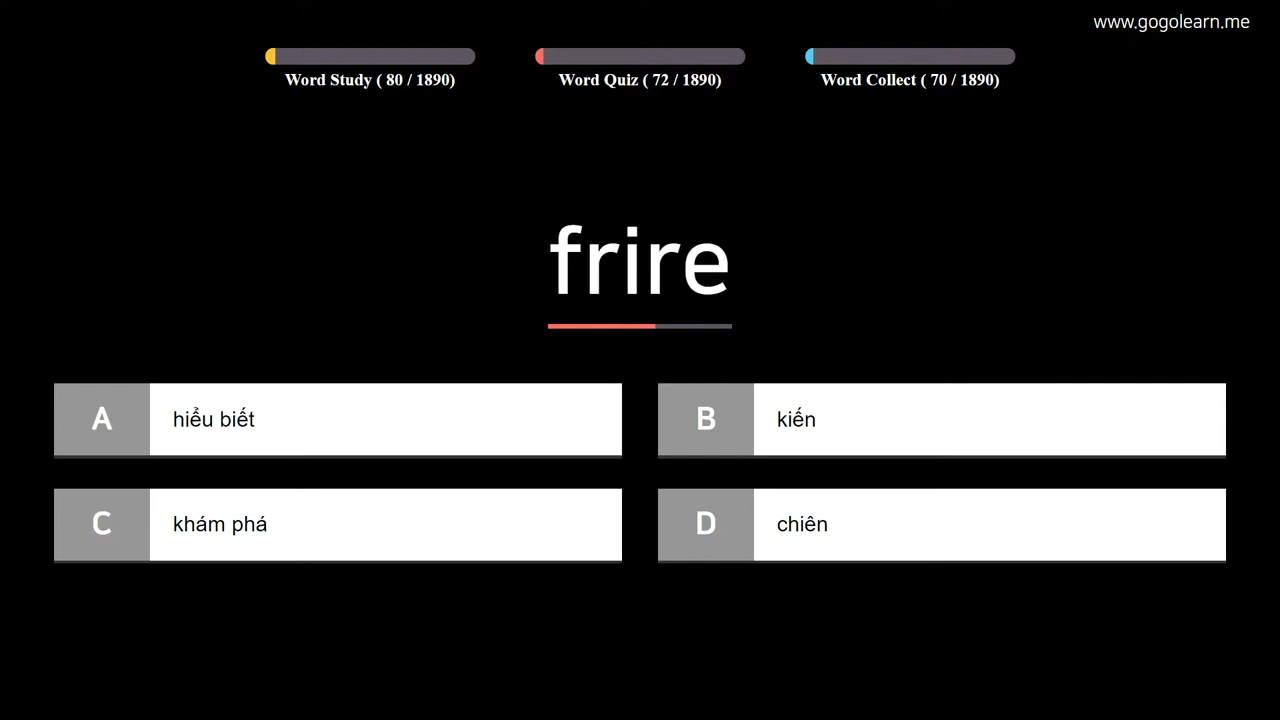 www.gogolearn.me
Word Study ( 80 / 1890)
Word Quiz ( 72 / 1890)
Word Collect ( 70 / 1890)
frire
A hiểu biết
B kiến
C khám phá
D chiên